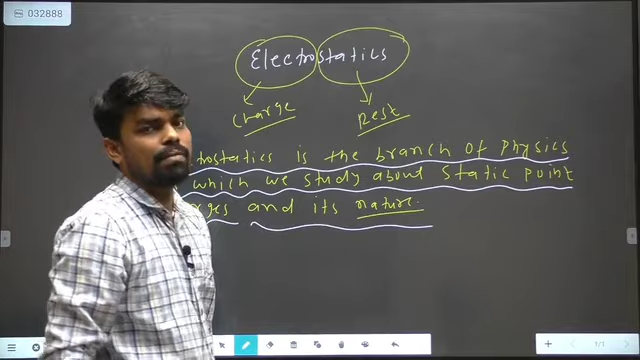 032888
Electrostatics
Charge
Rest
trostatics is the branch of physics
which we study about static point
rges and its nature.
1/1